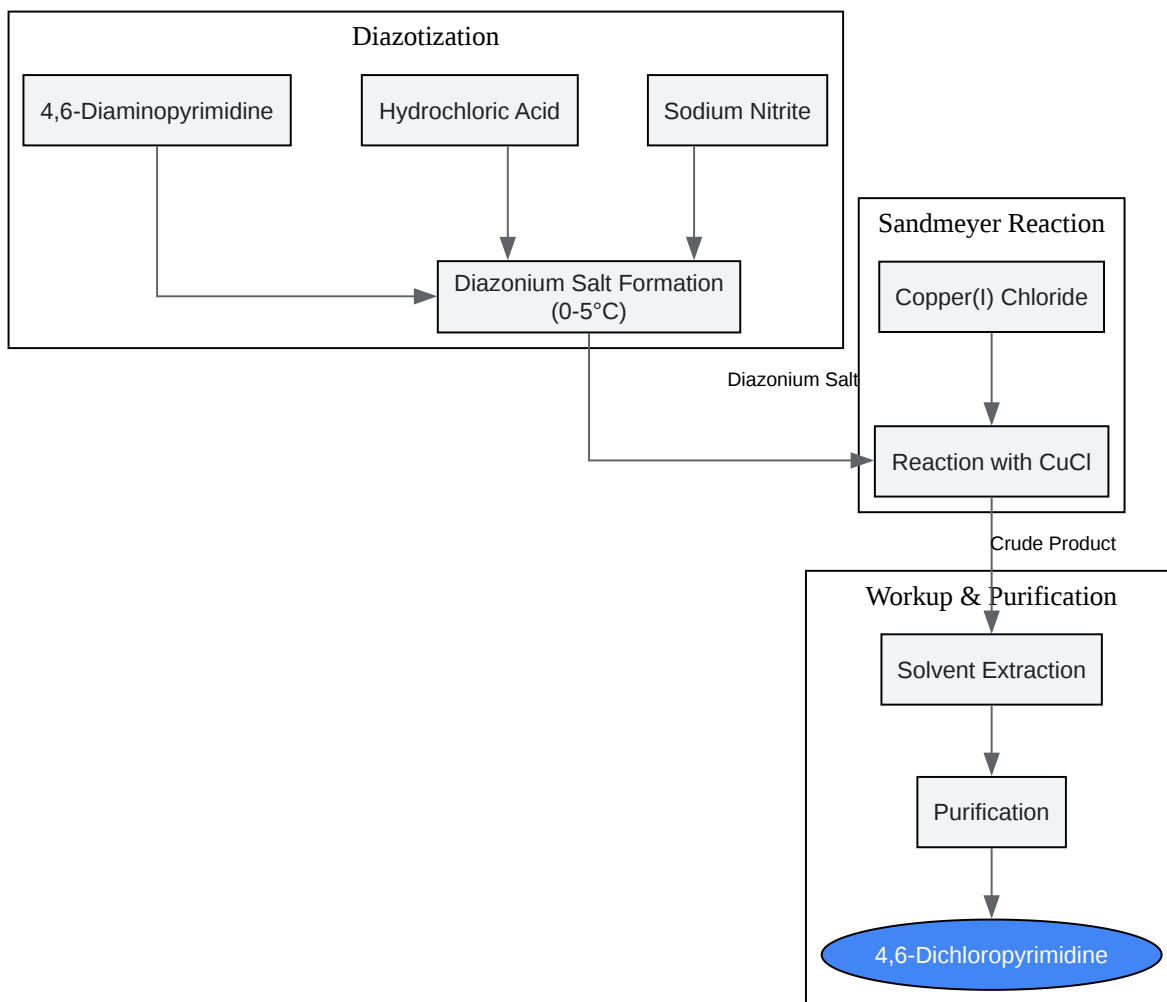 Diazotization
4,6-Diaminopyrimidine
Hydrochloric Acid
Sodium Nitrite
Diazonium Salt Formation
(0-5°C)
Diazonium Salt
Sandmeyer Reaction
Copper(I) Chloride
Reaction with CuCl
Crude Product
Workup & Purification
Solvent Extraction
Purification
4,6-Dichloropyrimidine